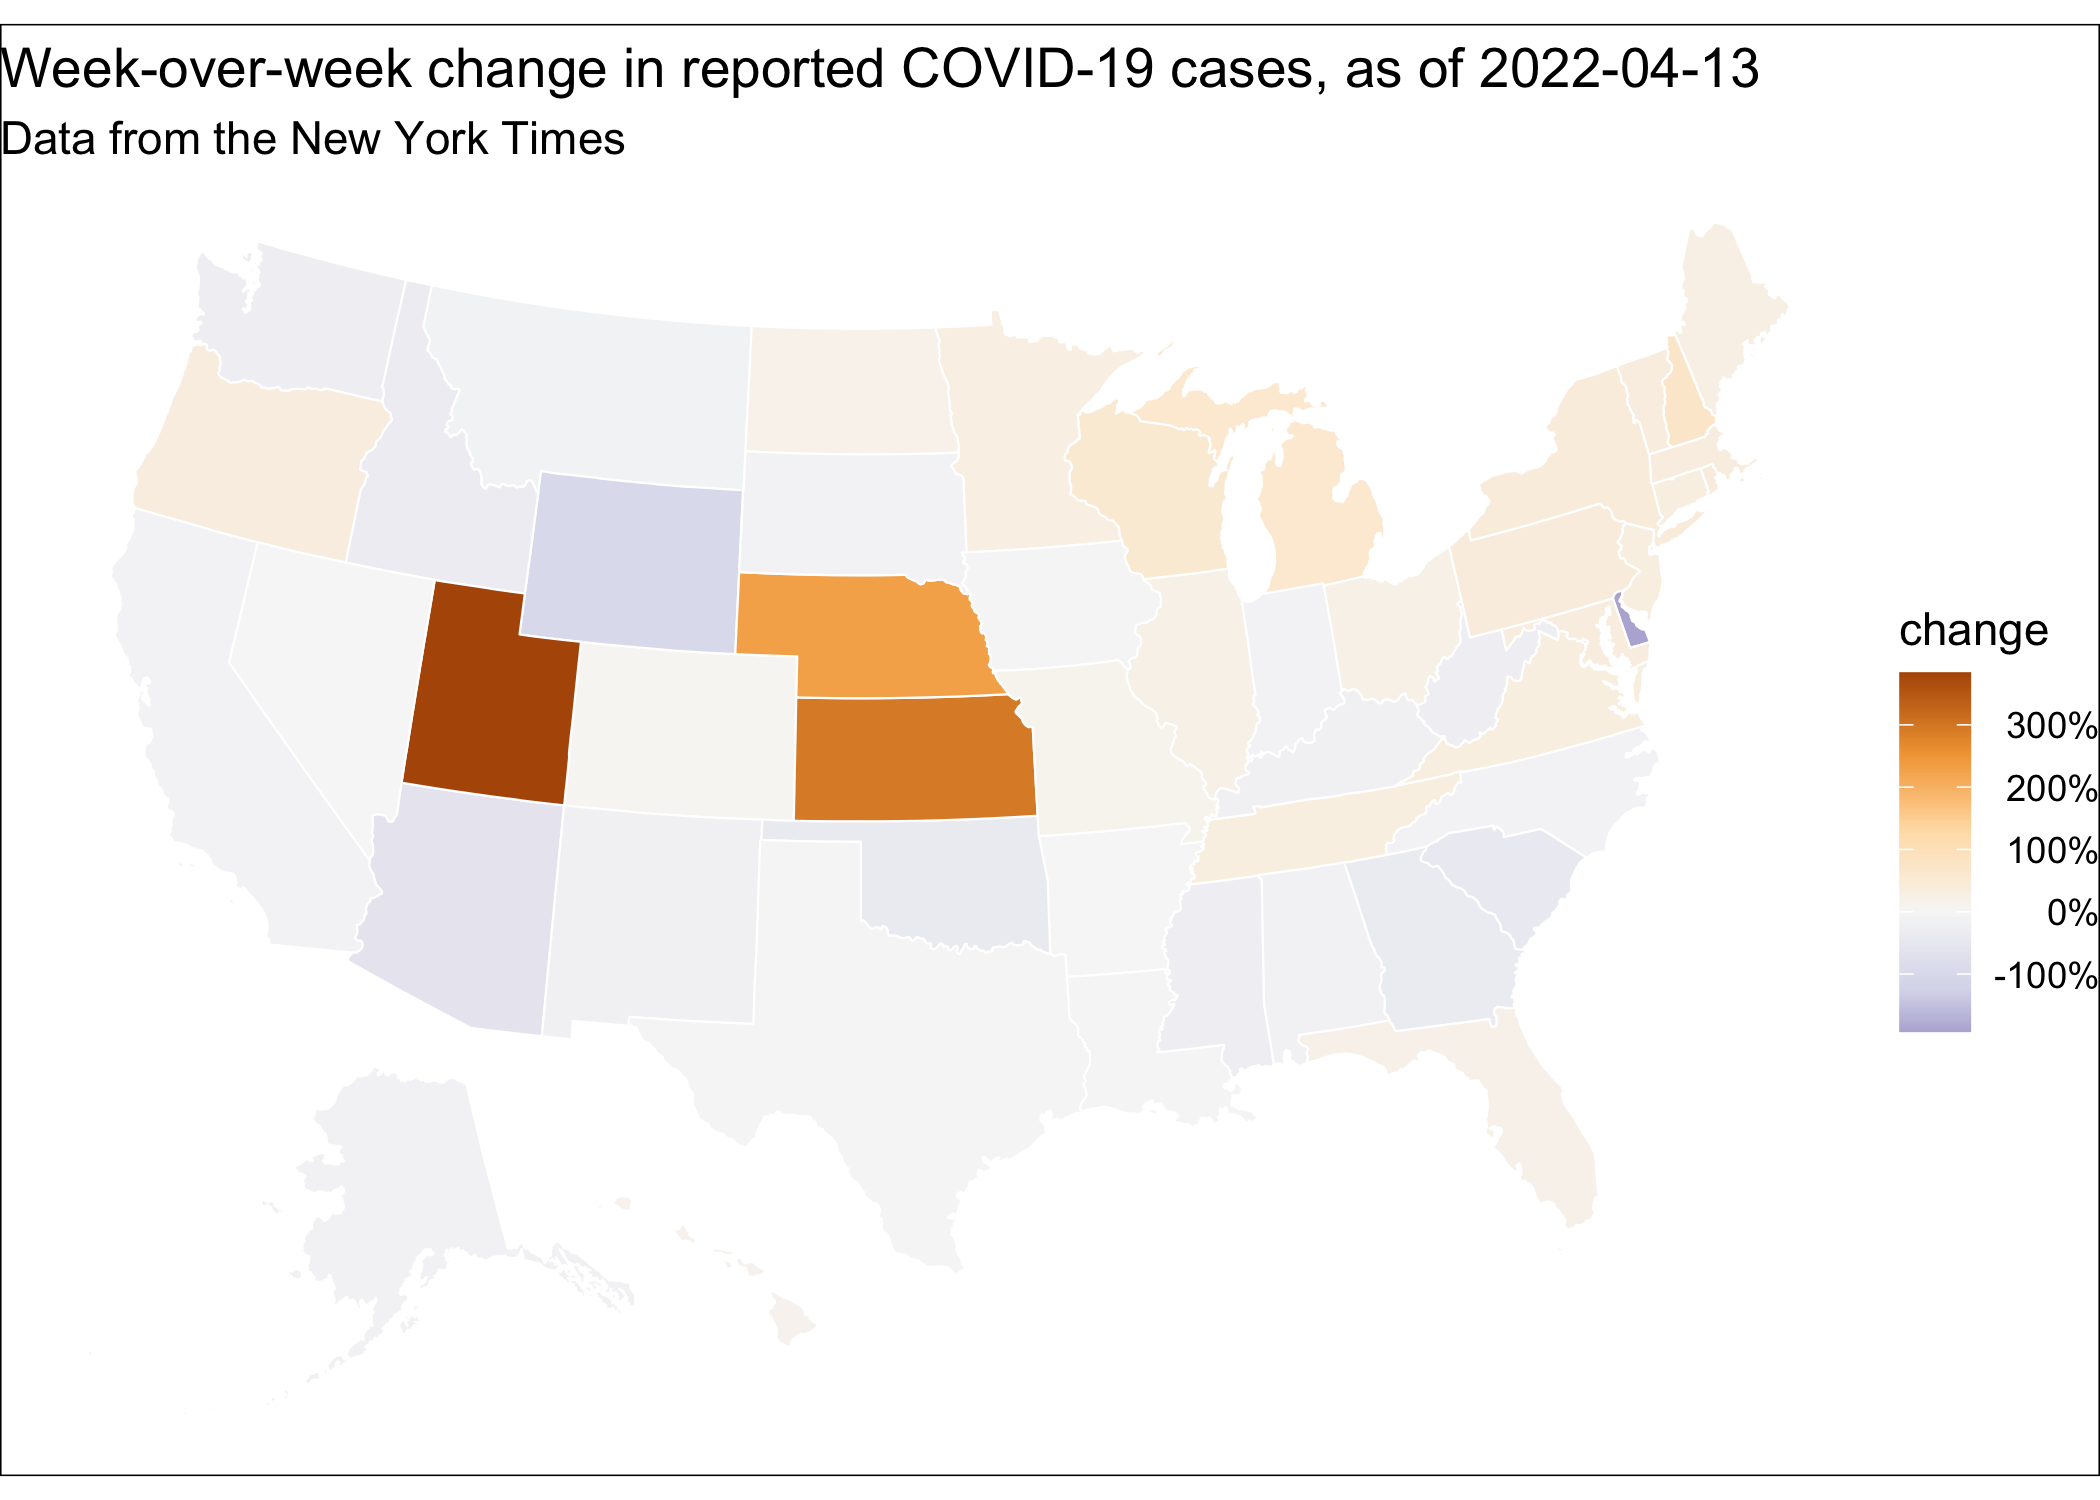 Week-over-week change in reported COVID-19 cases, as of 2022-04-13
Data from the New York Times
change
300%
200%
100%
0%
-100%